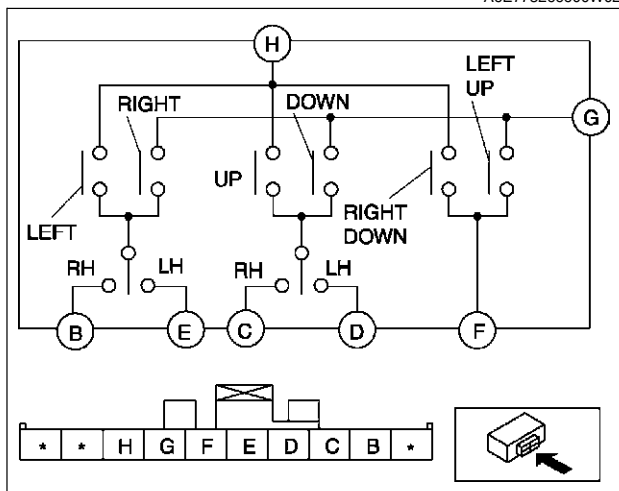 H
LEFT
UP
RIGHT
DOWN
G
UP
RIGHT
DOWN
LEFT
RH
LH
RH
LH
B
E
C
D
F
* * H G F E D C B *